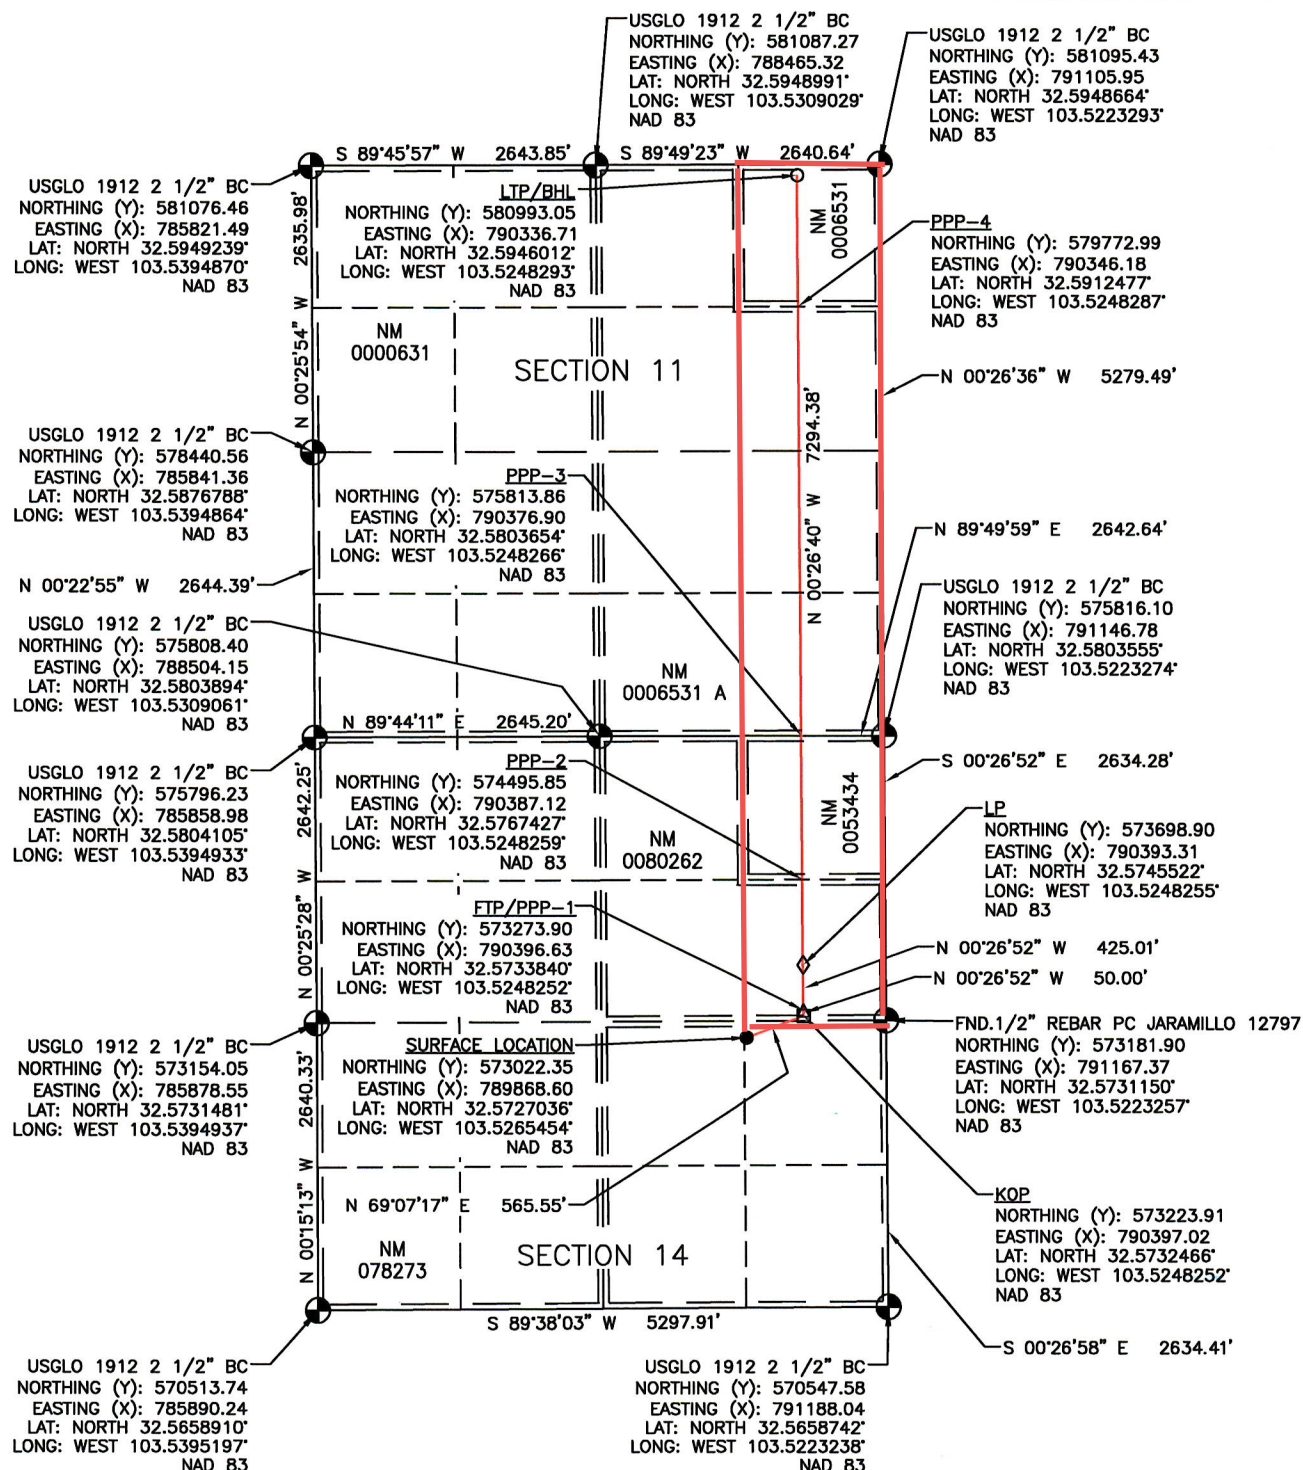 USGLO 1912 2 1/2" BC
NORTHING (Y): 581087.27
EASTING (X): 788465.32
LAT: NORTH 32.5948991°
LONG: WEST 103.5309029°
NAD 83
USGLO 1912 2 1/2" BC
NORTHING (Y): 581095.43
EASTING (X): 791105.95
LAT: NORTH 32.5948664°
LONG: WEST 103.5223293°
NAD 83
S 89°45'57" W 2643.85'
S 89°49'23" W 2640.64'
USGLO 1912 2 1/2" BC
NORTHING (Y): 581076.46
EASTING (X): 785821.49
LAT: NORTH 32.5949239°
LONG: WEST 103.5394870°
NAD 83
N 00°25'54" W 2635.98'
LTP/BHL
NORTHING (Y): 580993.05
EASTING (X): 790336.71
LAT: NORTH 32.5946012°
LONG: WEST 103.5248293°
NAD 83
NM
0006531
PPP-4
NORTHING (Y): 579772.99
EASTING (X): 790346.18
LAT: NORTH 32.5912477°
LONG: WEST 103.5248287°
NAD 83
NM
0000631
SECTION 11
N 00°26'36" W 5279.49'
USGLO 1912 2 1/2" BC
NORTHING (Y): 578440.56
EASTING (X): 785841.36
LAT: NORTH 32.5876788°
LONG: WEST 103.5394864°
NAD 83
PPP-3
NORTHING (Y): 575813.86
EASTING (X): 790376.90
LAT: NORTH 32.5803654°
LONG: WEST 103.5248266°
NAD 83
N 00°26'40" W 7294.38'
N 89°49'59" E 2642.64'
N 00°22'55" W 2644.39'
USGLO 1912 2 1/2" BC
NORTHING (Y): 575816.10
EASTING (X): 791146.78
LAT: NORTH 32.5803555°
LONG: WEST 103.5223274°
NAD 83
USGLO 1912 2 1/2" BC
NORTHING (Y): 575808.40
EASTING (X): 788504.15
LAT: NORTH 32.5803894°
LONG: WEST 103.5309061°
NAD 83
NM
0006531 A
N 89°44'11" E 2645.20'
USGLO 1912 2 1/2" BC
NORTHING (Y): 575796.23
EASTING (X): 785858.98
LAT: NORTH 32.5804105°
LONG: WEST 103.5394933°
NAD 83
N 00°25'28" W 2642.25'
PPP-2
NORTHING (Y): 574495.85
EASTING (X): 790387.12
LAT: NORTH 32.5767427°
LONG: WEST 103.5248259°
NAD 83
NM
0080262
NM
0053434
S 00°26'52" E 2634.28'
LP
NORTHING (Y): 573698.90
EASTING (X): 790393.31
LAT: NORTH 32.5745522°
LONG: WEST 103.5248255°
NAD 83
FTP/PPP-1
NORTHING (Y): 573273.90
EASTING (X): 790396.63
LAT: NORTH 32.5733840°
LONG: WEST 103.5248252°
NAD 83
N 00°26'52" W 425.01'
N 00°26'52" W 50.00'
FND.1/2" REBAR PC JARAMILLO 12797
NORTHING (Y): 573181.90
EASTING (X): 791167.37
LAT: NORTH 32.5731150°
LONG: WEST 103.5223257°
NAD 83
USGLO 1912 2 1/2" BC
NORTHING (Y): 573154.05
EASTING (X): 785878.55
LAT: NORTH 32.5731481°
LONG: WEST 103.5394937°
NAD 83
N 00°15'13" W 2640.33'
SURFACE LOCATION
NORTHING (Y): 573022.35
EASTING (X): 789868.60
LAT: NORTH 32.5727036°
LONG: WEST 103.5265454°
NAD 83
N 69°07'17" E 565.55'
KOP
NORTHING (Y): 573223.91
EASTING (X): 790397.02
LAT: NORTH 32.5732466°
LONG: WEST 103.5248252°
NAD 83
NM
078273
SECTION 14
S 89°38'03" W 5297.91'
S 00°26'58" E 2634.41'
USGLO 1912 2 1/2" BC
NORTHING (Y): 570513.74
EASTING (X): 785890.24
LAT: NORTH 32.5658910°
LONG: WEST 103.5395197°
NAD 83
USGLO 1912 2 1/2" BC
NORTHING (Y): 570547.58
EASTING (X): 791188.04
LAT: NORTH 32.5658742°
LONG: WEST 103.5223238°
NAD 83